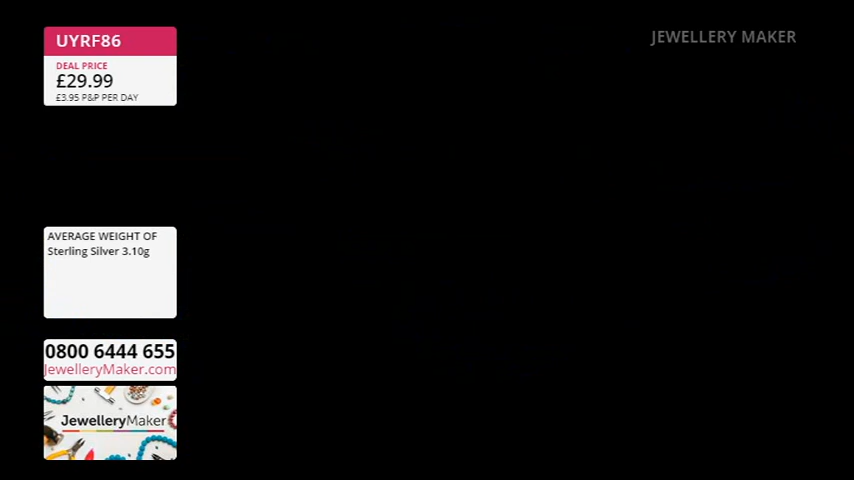 UYRF86
DEAL PRICE
£29.99
£3.95 P&P PER DAY
JEWELLERY MAKER
AVERAGE WEIGHT OF
Sterling Silver 3.10g
0800 6444 655
JewelleryMaker.com
JewelleryMaker